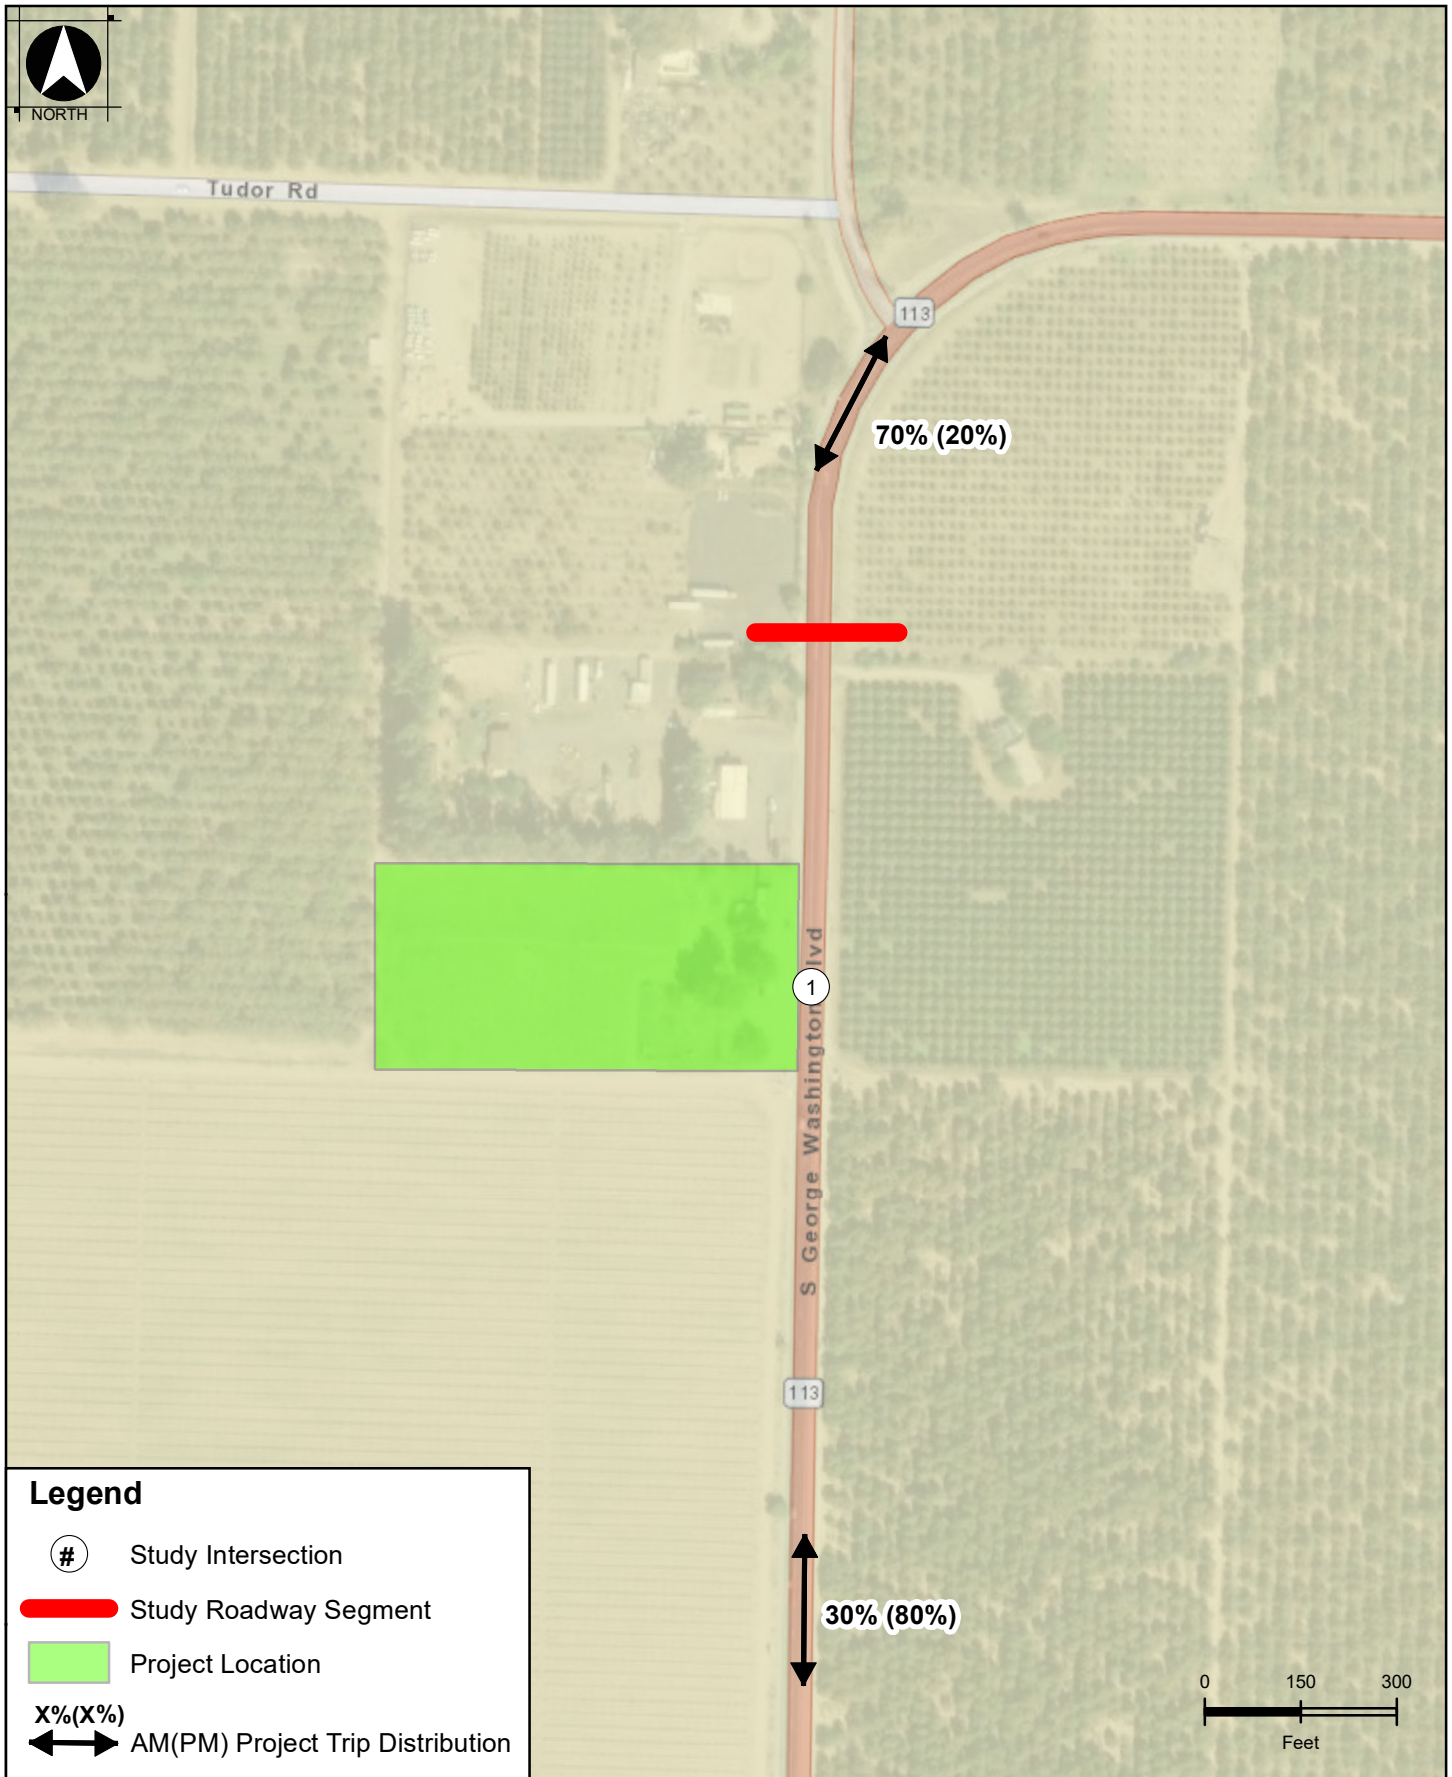 NORTH
Tudor Rd
113
70% (20%)
1
S George Washington lvd
113
30% (80%)
Legend
# Study Intersection
Study Roadway Segment
Project Location
X%(X%)
AM(PM) Project Trip Distribution
0 150 300
Feet